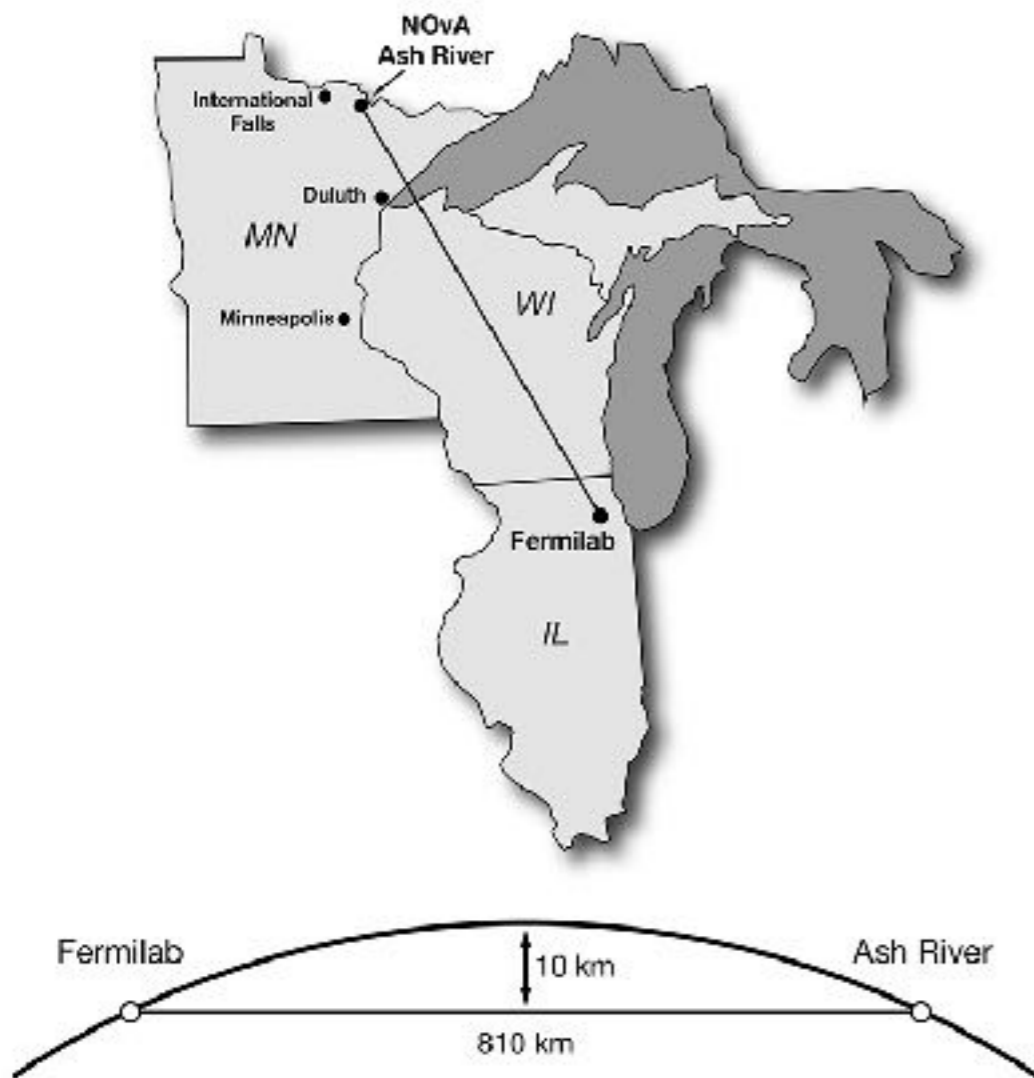 NOvA
Ash River
International
Falls
Duluth
MN
WI
Minneapolis
Fermilab
IL
Fermilab
Ash River
10 km
810 km